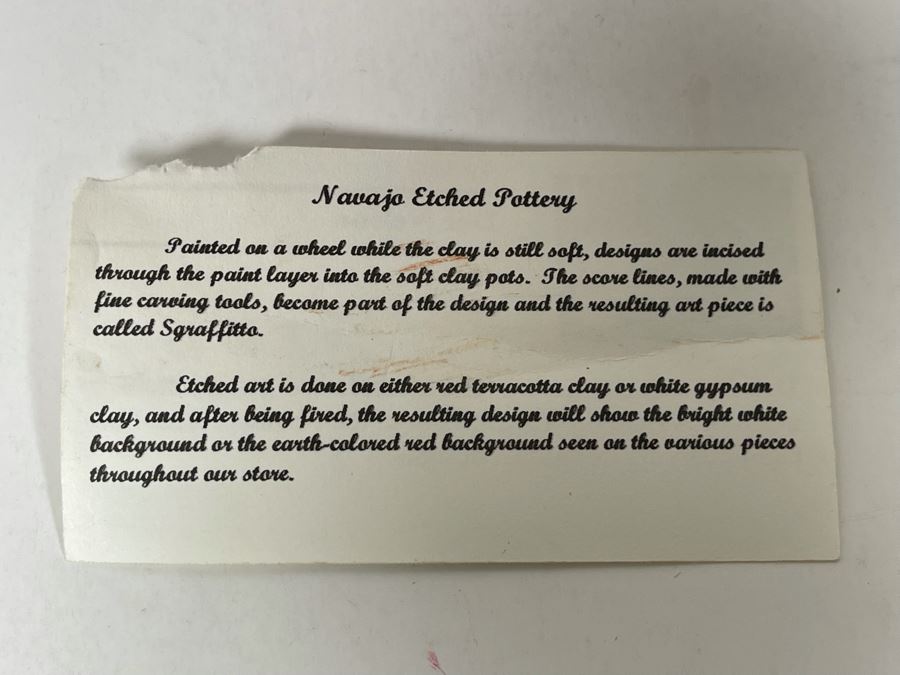 Navajo Etched Pottery
Painted on a wheel while the clay is still soft, designs are incised
through the paint layer into the soft clay pots. The score lines, made with
fine carving tools, become part of the design and the resulting art piece is
called Sgraffitto.
Etched art is done on either red terracotta clay or white gypsum
clay, and after being fired, the resulting design will show the bright white
background or the earth-colored red background seen on the various pieces
throughout our store.